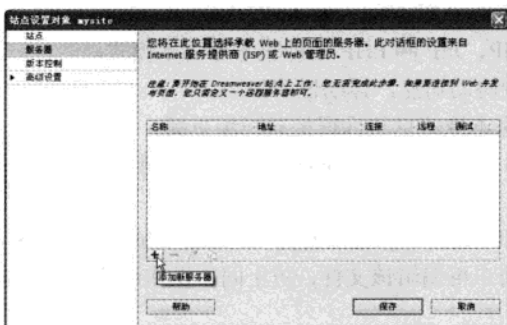 站点设置对象 mysite
站点
服务器
版本控制
高级设置
您将在此位置选择承载 Web 上的页面的服务器。此对话框的设置来自
Internet 服务提供商 (ISP) 或 Web 管理员。
注意:要开始在 Dreamweaver 站点上工作,您无需完成此步骤。如果要连接到 Web 并发
布页面,您只需定义一个远程服务器即可。
名称 地址 连接 远程 测试
添加新服务器
帮助 保存 取消